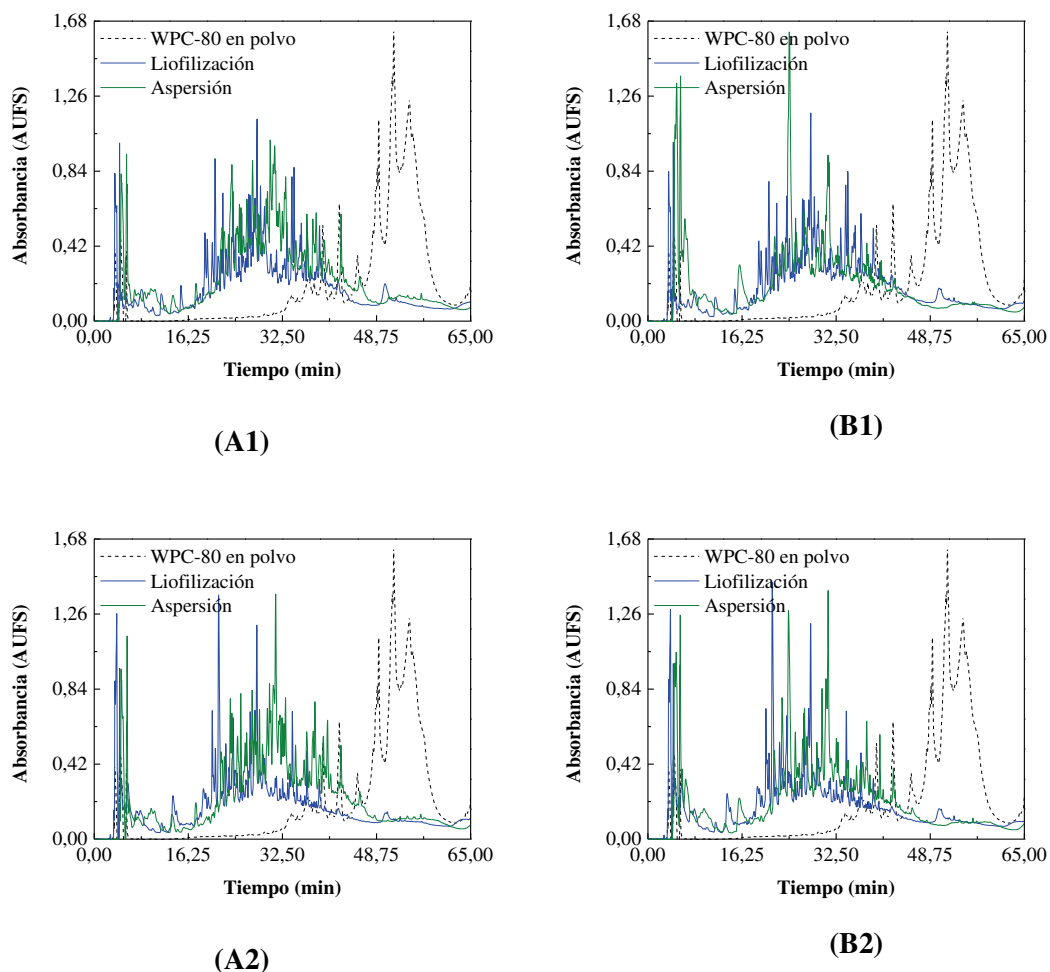 1,68
1,26
0,84
0,42
0,00
Absorbancia (AUFS)
WPC-80 en polvo
Liofilización
Aspersión
0,00 16,25 32,50 48,75 65,00
Tiempo (min)
(A1)
1,68
1,26
0,84
0,42
0,00
Absorbancia (AUFS)
WPC-80 en polvo
Liofilización
Aspersión
0,00 16,25 32,50 48,75 65,00
Tiempo (min)
(B1)
1,68
1,26
0,84
0,42
0,00
Absorbancia (AUFS)
WPC-80 en polvo
Liofilización
Aspersión
0,00 16,25 32,50 48,75 65,00
Tiempo (min)
(A2)
1,68
1,26
0,84
0,42
0,00
Absorbancia (AUFS)
WPC-80 en polvo
Liofilización
Aspersión
0,00 16,25 32,50 48,75 65,00
Tiempo (min)
(B2)